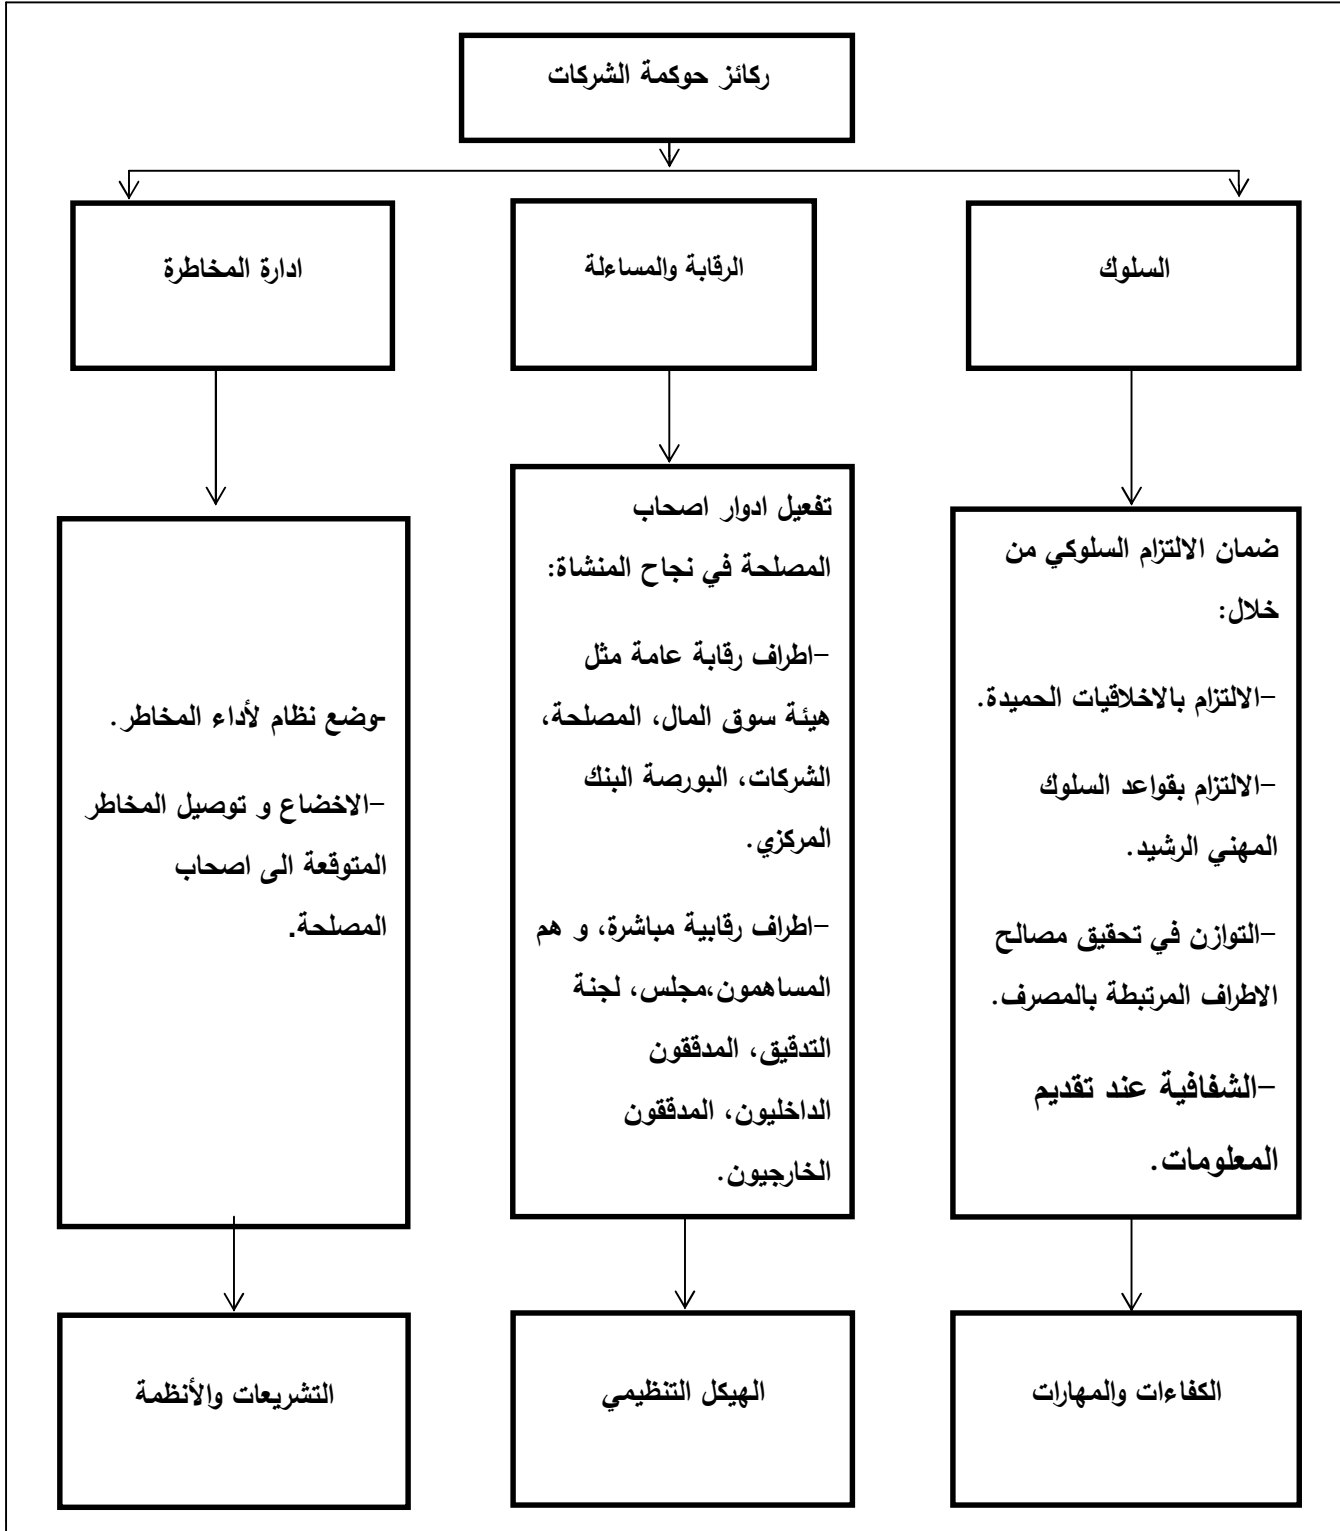 ركائز حوكمة الشركات
السلوك
الرقابة والمساءلة
ادارة المخاطرة
ضمان الالتزام السلوكي من
خلال:
-الالتزام بالاخلاقيات الحميدة.
-الالتزام بقواعد السلوك
المهني الرشيد.
-التوازن في تحقيق مصالح
الاطراف المرتبطة بالمصرف.
-الشفافية عند تقديم
المعلومات.
تفعيل ادوار اصحاب
المصلحة في نجاح المنشاة:
-اطراف رقابة عامة مثل
هيئة سوق المال، المصلحة،
الشركات، البورصة البنك
المركزي.
-اطراف رقابية مباشرة، و هم
المساهمون،مجلس، لجنة
التدقيق، المدققون
الداخليون، المدققون
الخارجيون.
-وضع نظام لأداء المخاطر.
-الاخضاع و توصيل المخاطر
المتوقعة الى اصحاب
المصلحة.
الكفاءات والمهارات
الهيكل التنظيمي
التشريعات والأنظمة